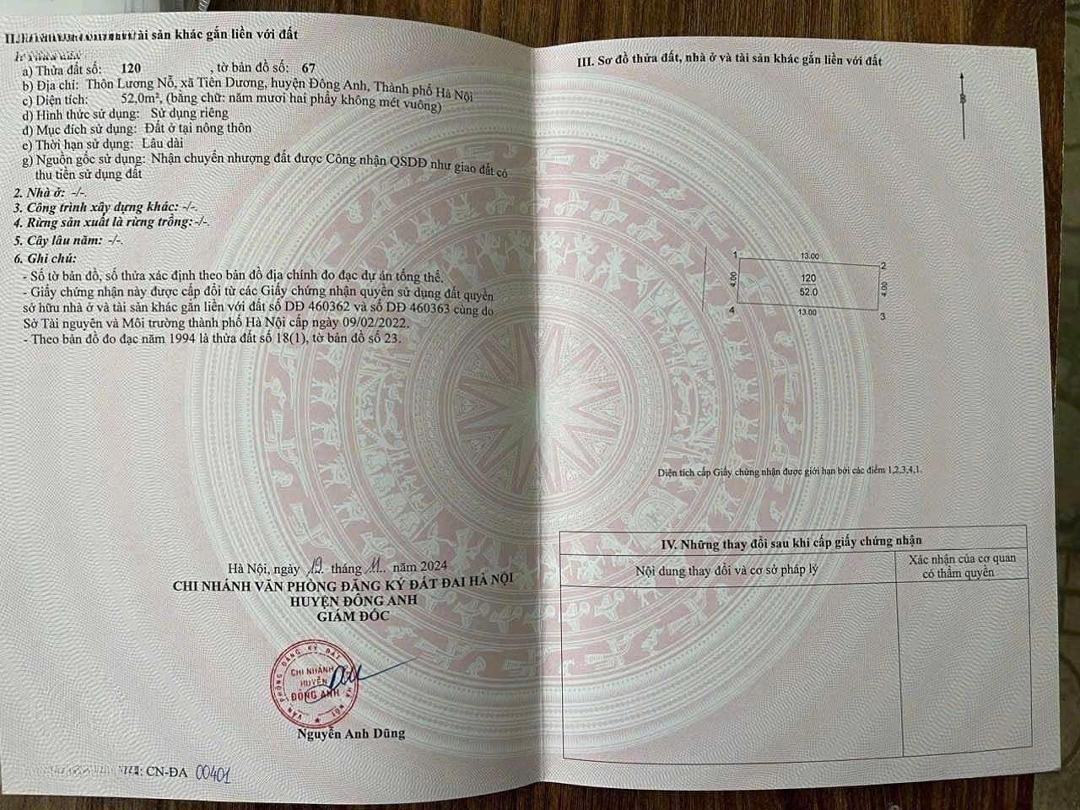 tài sản khác gắn liền với đất
a) Thửa đất số: 120 , tờ bản đồ số: 67
b) Địa chỉ: Thôn Lương Nỗ, xã Tiên Dương, huyện Đông Anh, Thành phố Hà Nội
c) Diện tích: 52,0m², (bằng chữ: năm mươi hai phẩy không mét vuông)
d) Hình thức sử dụng: Sử dụng riêng
đ) Mục đích sử dụng: Đất ở tại nông thôn
e) Thời hạn sử dụng: Lâu dài
g) Nguồn gốc sử dụng: Nhận chuyển nhượng đất được Công nhận QSDĐ như giao đất có
thu tiền sử dụng đất
2. Nhà ở: -/-.
3. Công trình xây dựng khác: -/-.
4. Rừng sản xuất là rừng trồng:-/-.
5. Cây lâu năm: -/-.
6. Ghi chú:
- Số tờ bản đồ, số thửa xác định theo bản đồ địa chính đo đạc dự án tổng thể.
- Giấy chứng nhận này được cấp đổi từ các Giấy chứng nhận quyền sử dụng đất quyền
sở hữu nhà ở và tài sản khác gắn liền với đất số DĐ 460362 và số DĐ 460363 cùng do
Sở Tài nguyên và Môi trường thành phố Hà Nội cấp ngày 09/02/2022.
- Theo bản đồ đo đạc năm 1994 là thửa đất số 18(1), tờ bản đồ số 23.
Hà Nội, ngày 19 tháng 11 năm 2024
CHI NHÁNH VĂN PHÒNG ĐĂNG KÝ ĐẤT ĐAI HÀ NỘI
HUYỆN ĐÔNG ANH
GIÁM ĐỐC
VĂN PHÒNG ĐĂNG KÝ ĐẤT HÀ NỘI
CHI NHÁNH
HUYỆN
ĐÔNG ANH
Nguyễn Anh Dũng
CN-ĐA 00401
III. Sơ đồ thửa đất, nhà ở và tài sản khác gắn liền với đất
B
1 13.00 2
4.00 120 4.00
52.0
4 13.00 3
Diện tích cấp Giấy chứng nhận được giới hạn bởi các điểm 1,2,3,4,1.
IV. Những thay đổi sau khi cấp giấy chứng nhận
Nội dung thay đổi và cơ sở pháp lý
Xác nhận của cơ quan
có thẩm quyền